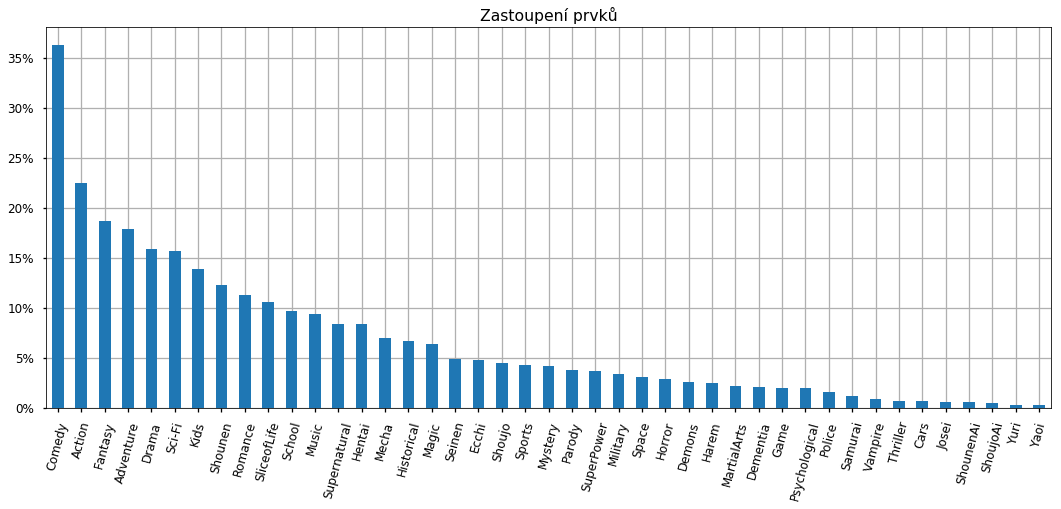 Zastoupení prvků
35%
30%
25%
20%
15%
10%
5%
0%
Comedy
Action
Fantasy
Adventure
Drama
Sci-Fi
Kids
Shounen
Romance
SliceofLife
School
Music
Supernatural
Hentai
Mecha
Historical
Magic
Seinen
Ecchi
Shoujo
Sports
Mystery
Parody
SuperPower
Military
Space
Horror
Demons
Harem
MartialArts
Dementia
Game
Psychological
Police
Samurai
Vampire
Thriller
Cars
Josei
ShounenAi
ShoujoAi
Yuri
Yaoi